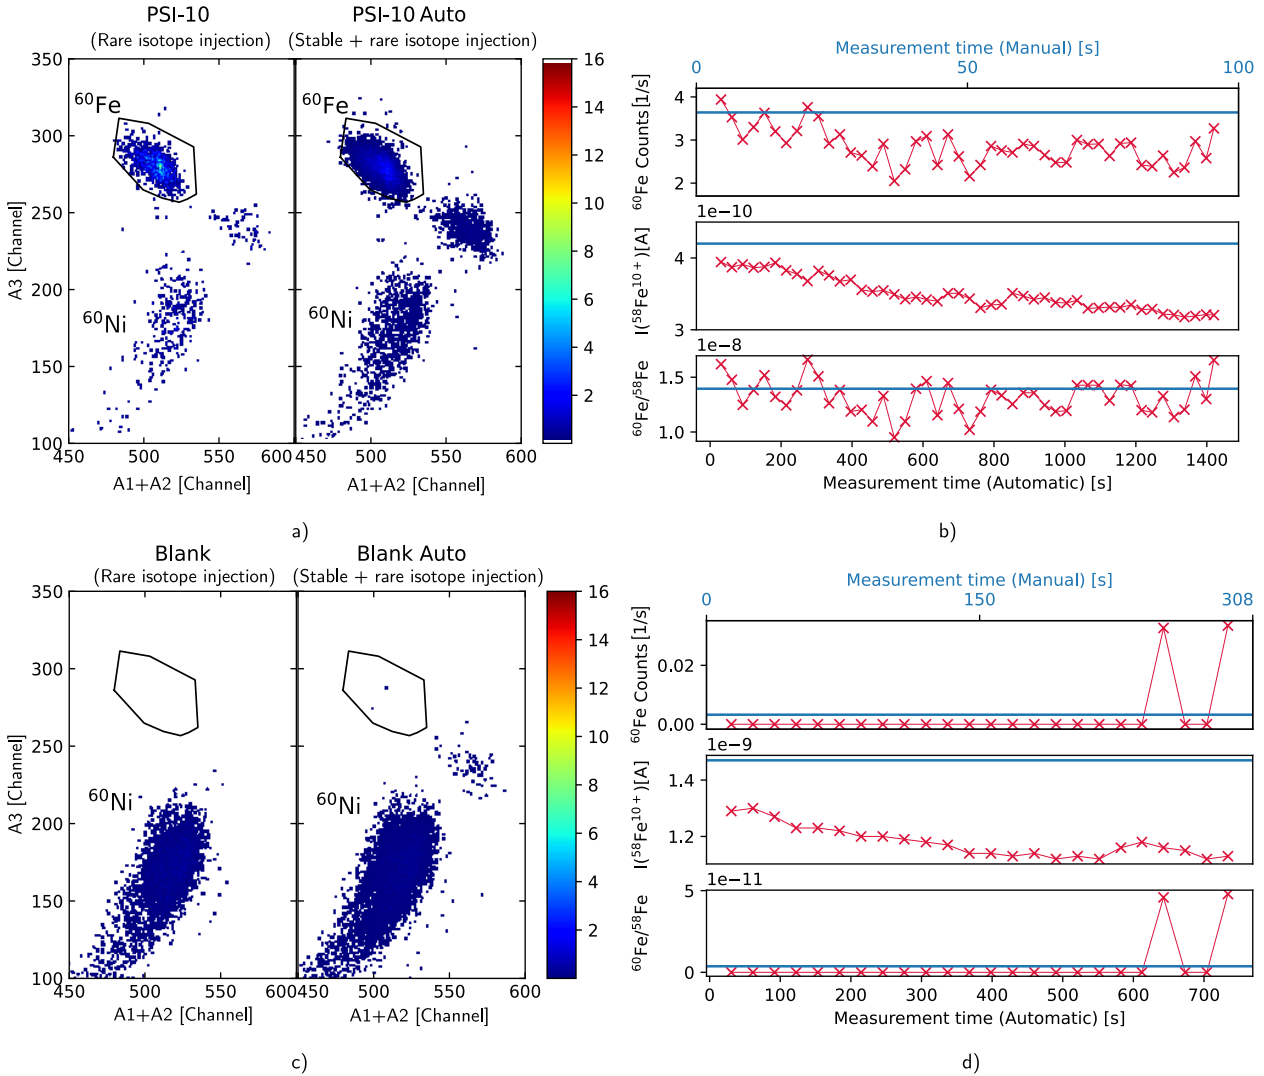 PSI-10
(Rare isotope injection)
PSI-10 Auto
(Stable + rare isotope injection)
A3 [Channel]
350
300
250
200
150
100
60Fe
60Ni
60Fe
60Ni
16
14
12
10
8
6
4
2
450
500
550
600
450
500
550
600
A1+A2 [Channel]
A1+A2 [Channel]
a)
Measurement time (Manual) [s]
0
50
100
60Fe Counts [1/s]
4
3
2
1e−10
I(58Fe10+)[A]
4
3
1e−8
60Fe/58Fe
1.5
1.0
0
200
400
600
800
1000
1200
1400
Measurement time (Automatic) [s]
b)
Blank
(Rare isotope injection)
Blank Auto
(Stable + rare isotope injection)
A3 [Channel]
350
300
250
200
150
100
60Ni
60Ni
16
14
12
10
8
6
4
2
450
500
550
600
450
500
550
600
A1+A2 [Channel]
A1+A2 [Channel]
c)
Measurement time (Manual) [s]
0
150
308
60Fe Counts [1/s]
0.02
0.00
1e−9
I(58Fe10+)[A]
1.4
1.2
1e−11
60Fe/58Fe
5
0
0
100
200
300
400
500
600
700
Measurement time (Automatic) [s]
d)